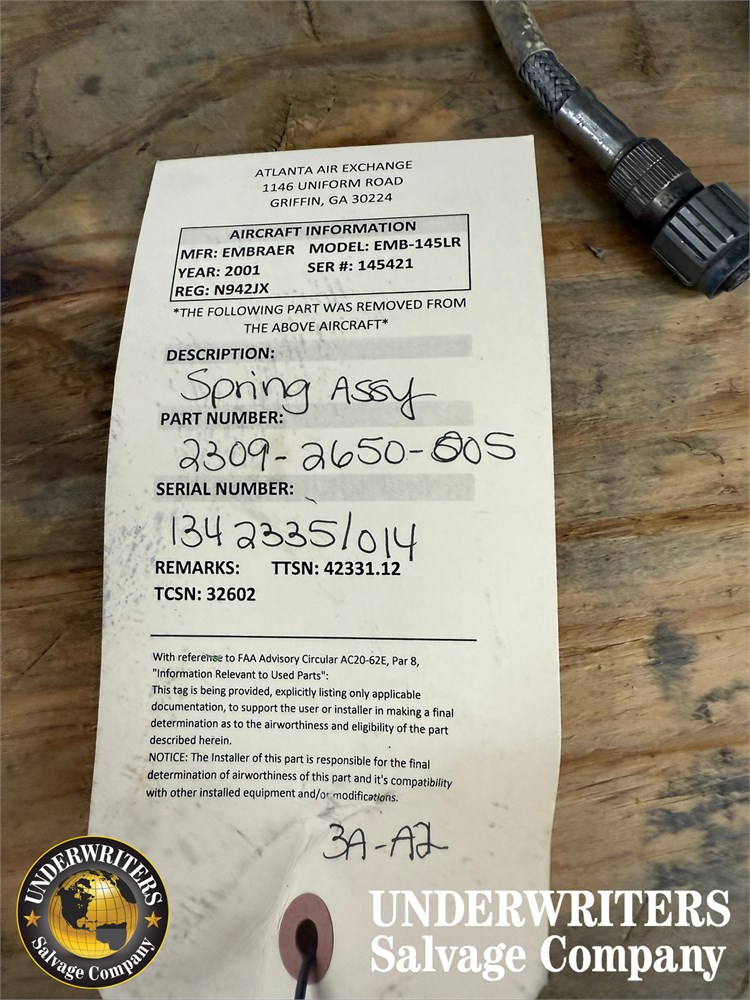 ATLANTA AIR EXCHANGE
1146 UNIFORM ROAD
GRIFFIN, GA 30224
AIRCRAFT INFORMATION
MFR: EMBRAER MODEL: EMB-145LR
YEAR: 2001 SER #: 145421
REG: N942JX
*THE FOLLOWING PART WAS REMOVED FROM
THE ABOVE AIRCRAFT*
DESCRIPTION:
Spring Assy
PART NUMBER:
2309-2650-005
SERIAL NUMBER:
1342335/014
REMARKS: TTSN: 42331.12
TCSN: 32602
With reference to FAA Advisory Circular AC20-62E, Par 8,
"Information Relevant to Used Parts":
This tag is being provided, explicitly listing only applicable
documentation, to support the user or installer in making a final
determination as to the airworthiness and eligibility of the part
described herein.
NOTICE: The Installer of this part is responsible for the final
determination of airworthiness of this part and it's compatibility
with other installed equipment and/or modifications.
3A-A2
UNDERWRITERS
Salvage Company
UNDERWRITERS
Salvage Company